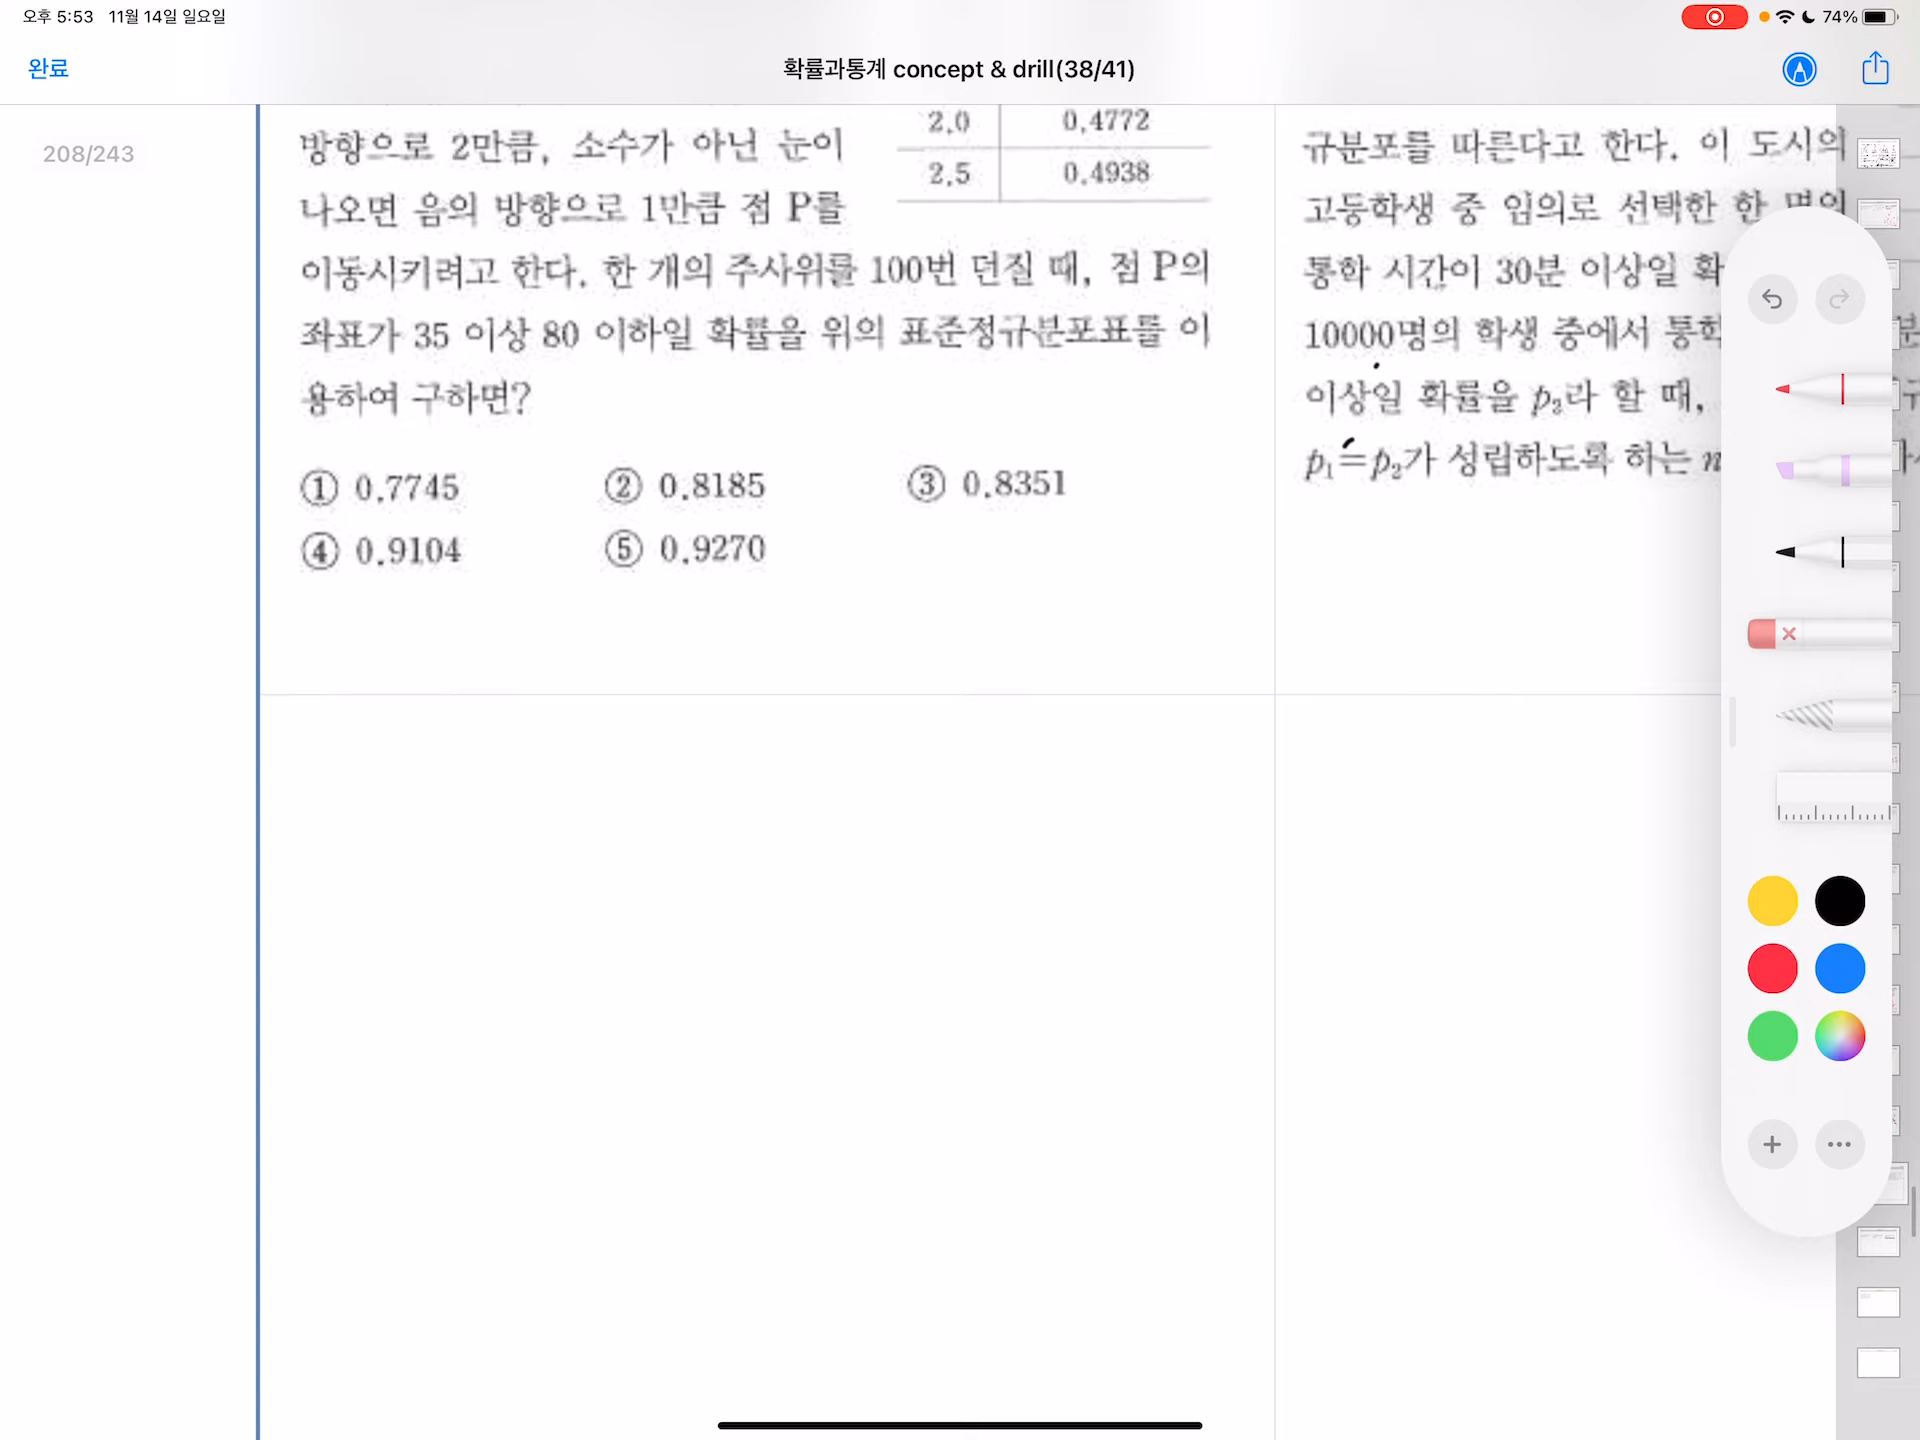 오후 5:53 11월 14일 일요일
74%
완료
확률과통계 concept & drill(38/41)
208/243
2.0 0.4772
2.5 0.4938
방향으로 2만큼, 소수가 아닌 눈이
나오면 음의 방향으로 1만큼 점 P를
이동시키려고 한다. 한 개의 주사위를 100번 던질 때, 점 P의
좌표가 35 이상 80 이하일 확률을 위의 표준정규분포표를 이
용하여 구하면?
① 0.7745 ② 0.8185 ③ 0.8351
④ 0.9104 ⑤ 0.9270
규분포를 따른다고 한다. 이 도시의
고등학생 중 임의로 선택한 한 명의
통학 시간이 30분 이상일 확
10000명의 학생 중에서 통학
이상일 확률을 p₂라 할 때,
p₁=p₂가 성립하도록 하는 n